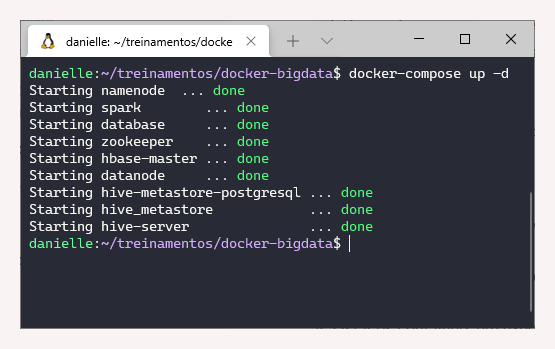 danielle: ~/treinamentos/docke
danielle:~/treinamentos/docker-bigdata$ docker-compose up -d
Starting namenode  ... done
Starting spark        ... done
Starting database     ... done
Starting zookeeper    ... done
Starting hbase-master ... done
Starting datanode     ... done
Starting hive-metastore-postgresql ... done
Starting hive_metastore            ... done
Starting hive-server               ... done
danielle:~/treinamentos/docker-bigdata$